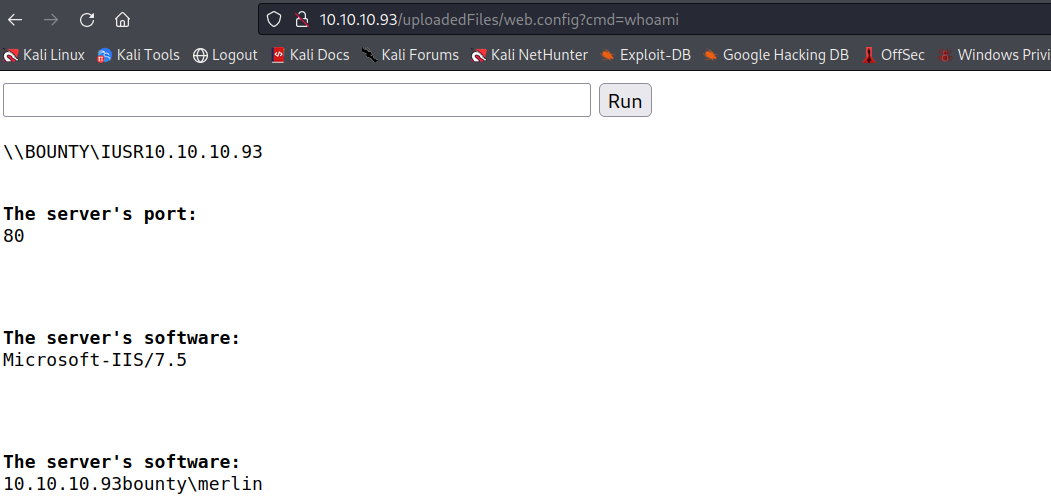 10.10.10.93/uploadedFiles/web.config?cmd=whoami
Kali Linux Kali Tools Logout Kali Docs Kali Forums Kali NetHunter Exploit-DB Google Hacking DB OffSec Windows Privi
Run
\\BOUNTY\IUSR10.10.10.93
The server's port:
80
The server's software:
Microsoft-IIS/7.5
The server's software:
10.10.10.93bounty\merlin